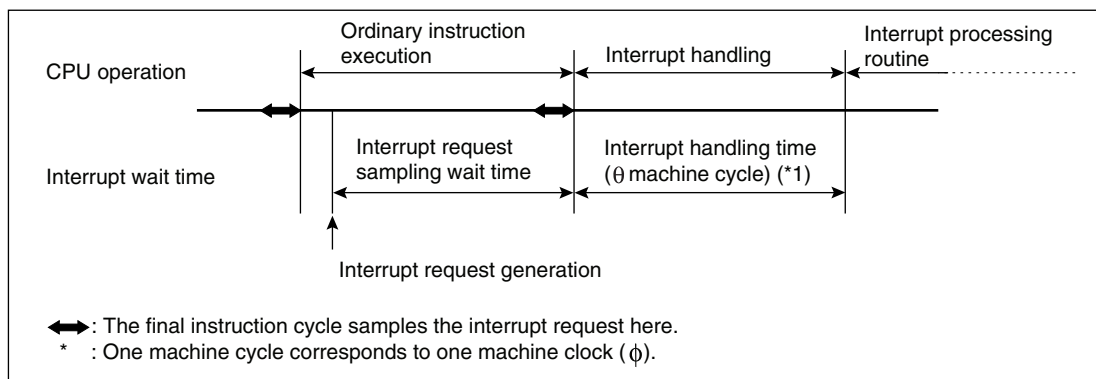 Ordinary instruction
execution
Interrupt processing
routine
CPU operation
Interrupt handling
Interrupt wait time
Interrupt request
sampling wait time
Interrupt handling time
(θ machine cycle) (*1)
Interrupt request generation
: The final instruction cycle samples the interrupt request here.
* : One machine cycle corresponds to one machine clock (ϕ).